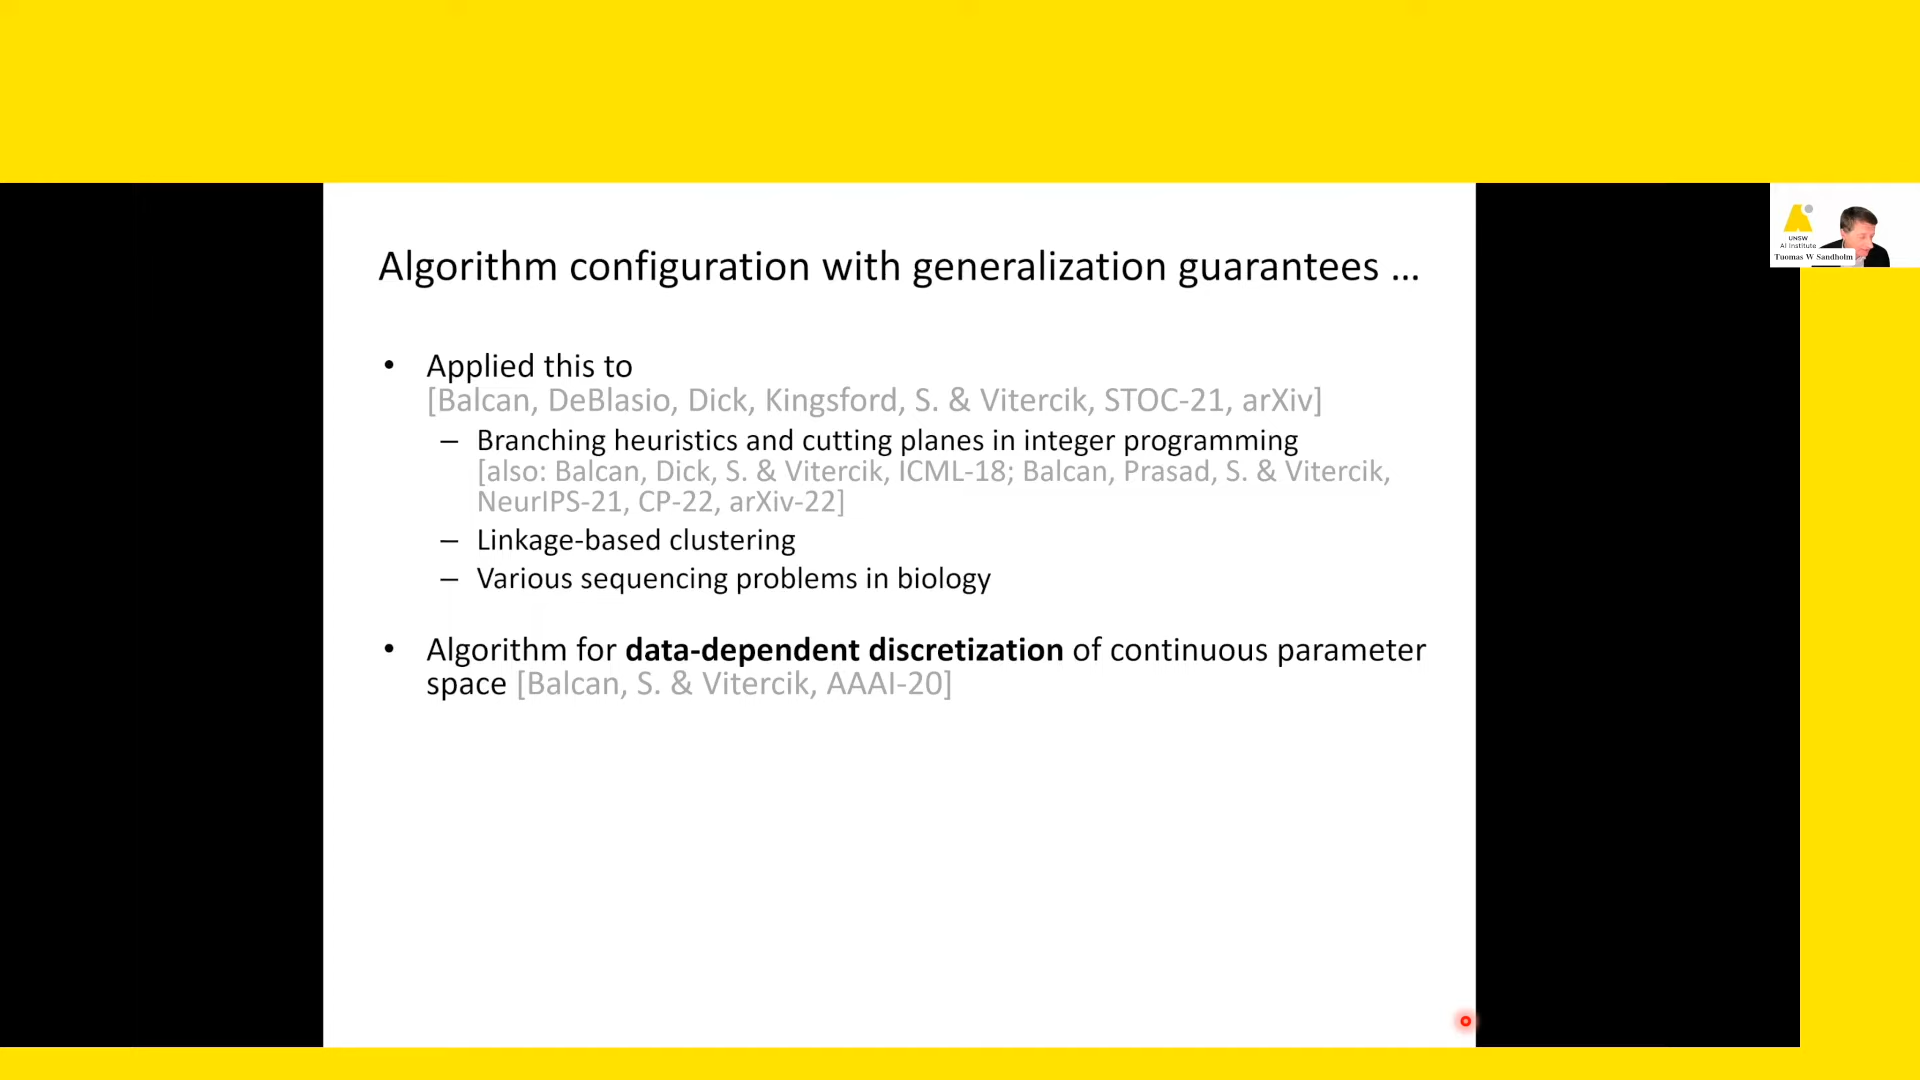 Algorithm configuration with generalization guarantees ...
• Applied this to
[Balcan, DeBlasio, Dick, Kingsford, S. & Vitercik, STOC-21, arXiv]
– Branching heuristics and cutting planes in integer programming
[also: Balcan, Dick, S. & Vitercik, ICML-18; Balcan, Prasad, S. & Vitercik,
NeurIPS-21, CP-22, arXiv-22]
– Linkage-based clustering
– Various sequencing problems in biology
• Algorithm for data-dependent discretization of continuous parameter
space [Balcan, S. & Vitercik, AAAI-20]
UNSW
AI Institute
Tuomas W Sandholm